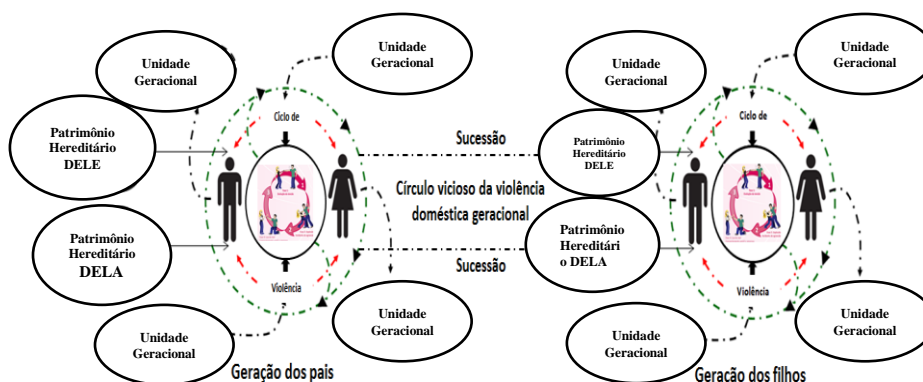 Unidade
Geracional
Unidade
Geracional
Patrimônio
Hereditário
DELE
Ciclo de
Patrimônio
Hereditário
DELA
Violência
Unidade
Geracional
Unidade
Geracional
Geração dos pais
Sucessão
Círculo vicioso da violência
doméstica geracional
Sucessão
Unidade
Geracional
Unidade
Geracional
Patrimônio
Hereditário
DELE
Ciclo de
Patrimônio
Hereditári
o DELA
Violência
Unidade
Geracional
Unidade
Geracional
Geração dos filhos